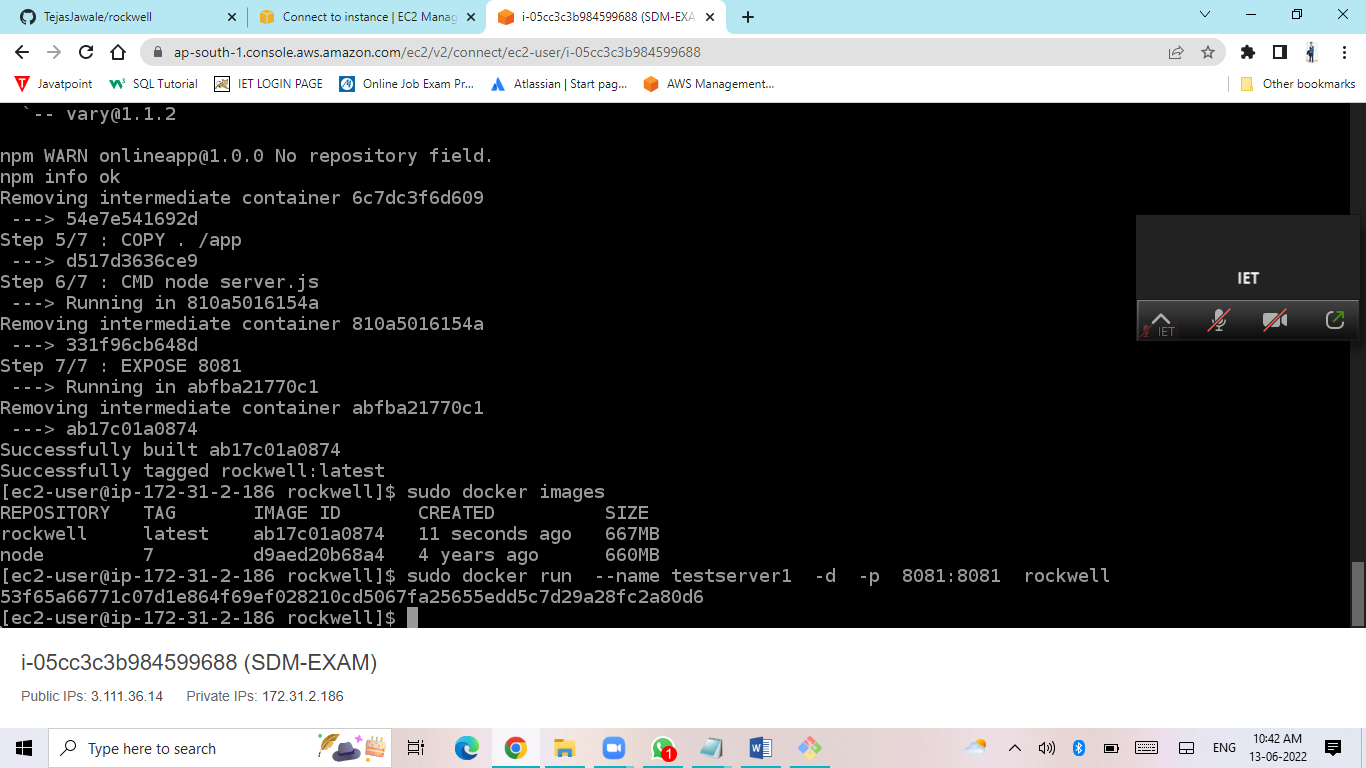 TejasJawale/rockwell
Connect to instance | EC2 Manag
i-05cc3c3b984599688 (SDM-EXA
ap-south-1.console.aws.amazon.com/ec2/v2/connect/ec2-user/i-05cc3c3b984599688
Javatpoint
SQL Tutorial
IET LOGIN PAGE
Online Job Exam Pr...
Atlassian | Start pag...
AWS Management...
Other bookmarks
`-- vary@1.1.2
npm WARN onlineapp@1.0.0 No repository field.
npm info ok
Removing intermediate container 6c7dc3f6d609
---> 54e7e541692d
Step 5/7 : COPY . /app
---> d517d3636ce9
Step 6/7 : CMD node server.js
---> Running in 810a5016154a
Removing intermediate container 810a5016154a
---> 331f96cb648d
Step 7/7 : EXPOSE 8081
---> Running in abfba21770c1
Removing intermediate container abfba21770c1
---> ab17c01a0874
Successfully built ab17c01a0874
Successfully tagged rockwell:latest
[ec2-user@ip-172-31-2-186 rockwell]$ sudo docker images
REPOSITORY TAG IMAGE ID CREATED SIZE
rockwell latest ab17c01a0874 11 seconds ago 667MB
node 7 d9aed20b68a4 4 years ago 660MB
[ec2-user@ip-172-31-2-186 rockwell]$ sudo docker run --name testserver1 -d -p 8081:8081 rockwell
53f65a66771c07d1e864f69ef028210cd5067fa25655edd5c7d29a28fc2a80d6
[ec2-user@ip-172-31-2-186 rockwell]$
IET
IET
i-05cc3c3b984599688 (SDM-EXAM)
Public IPs: 3.111.36.14 Private IPs: 172.31.2.186
Type here to search
1
ENG
10:42 AM
13-06-2022